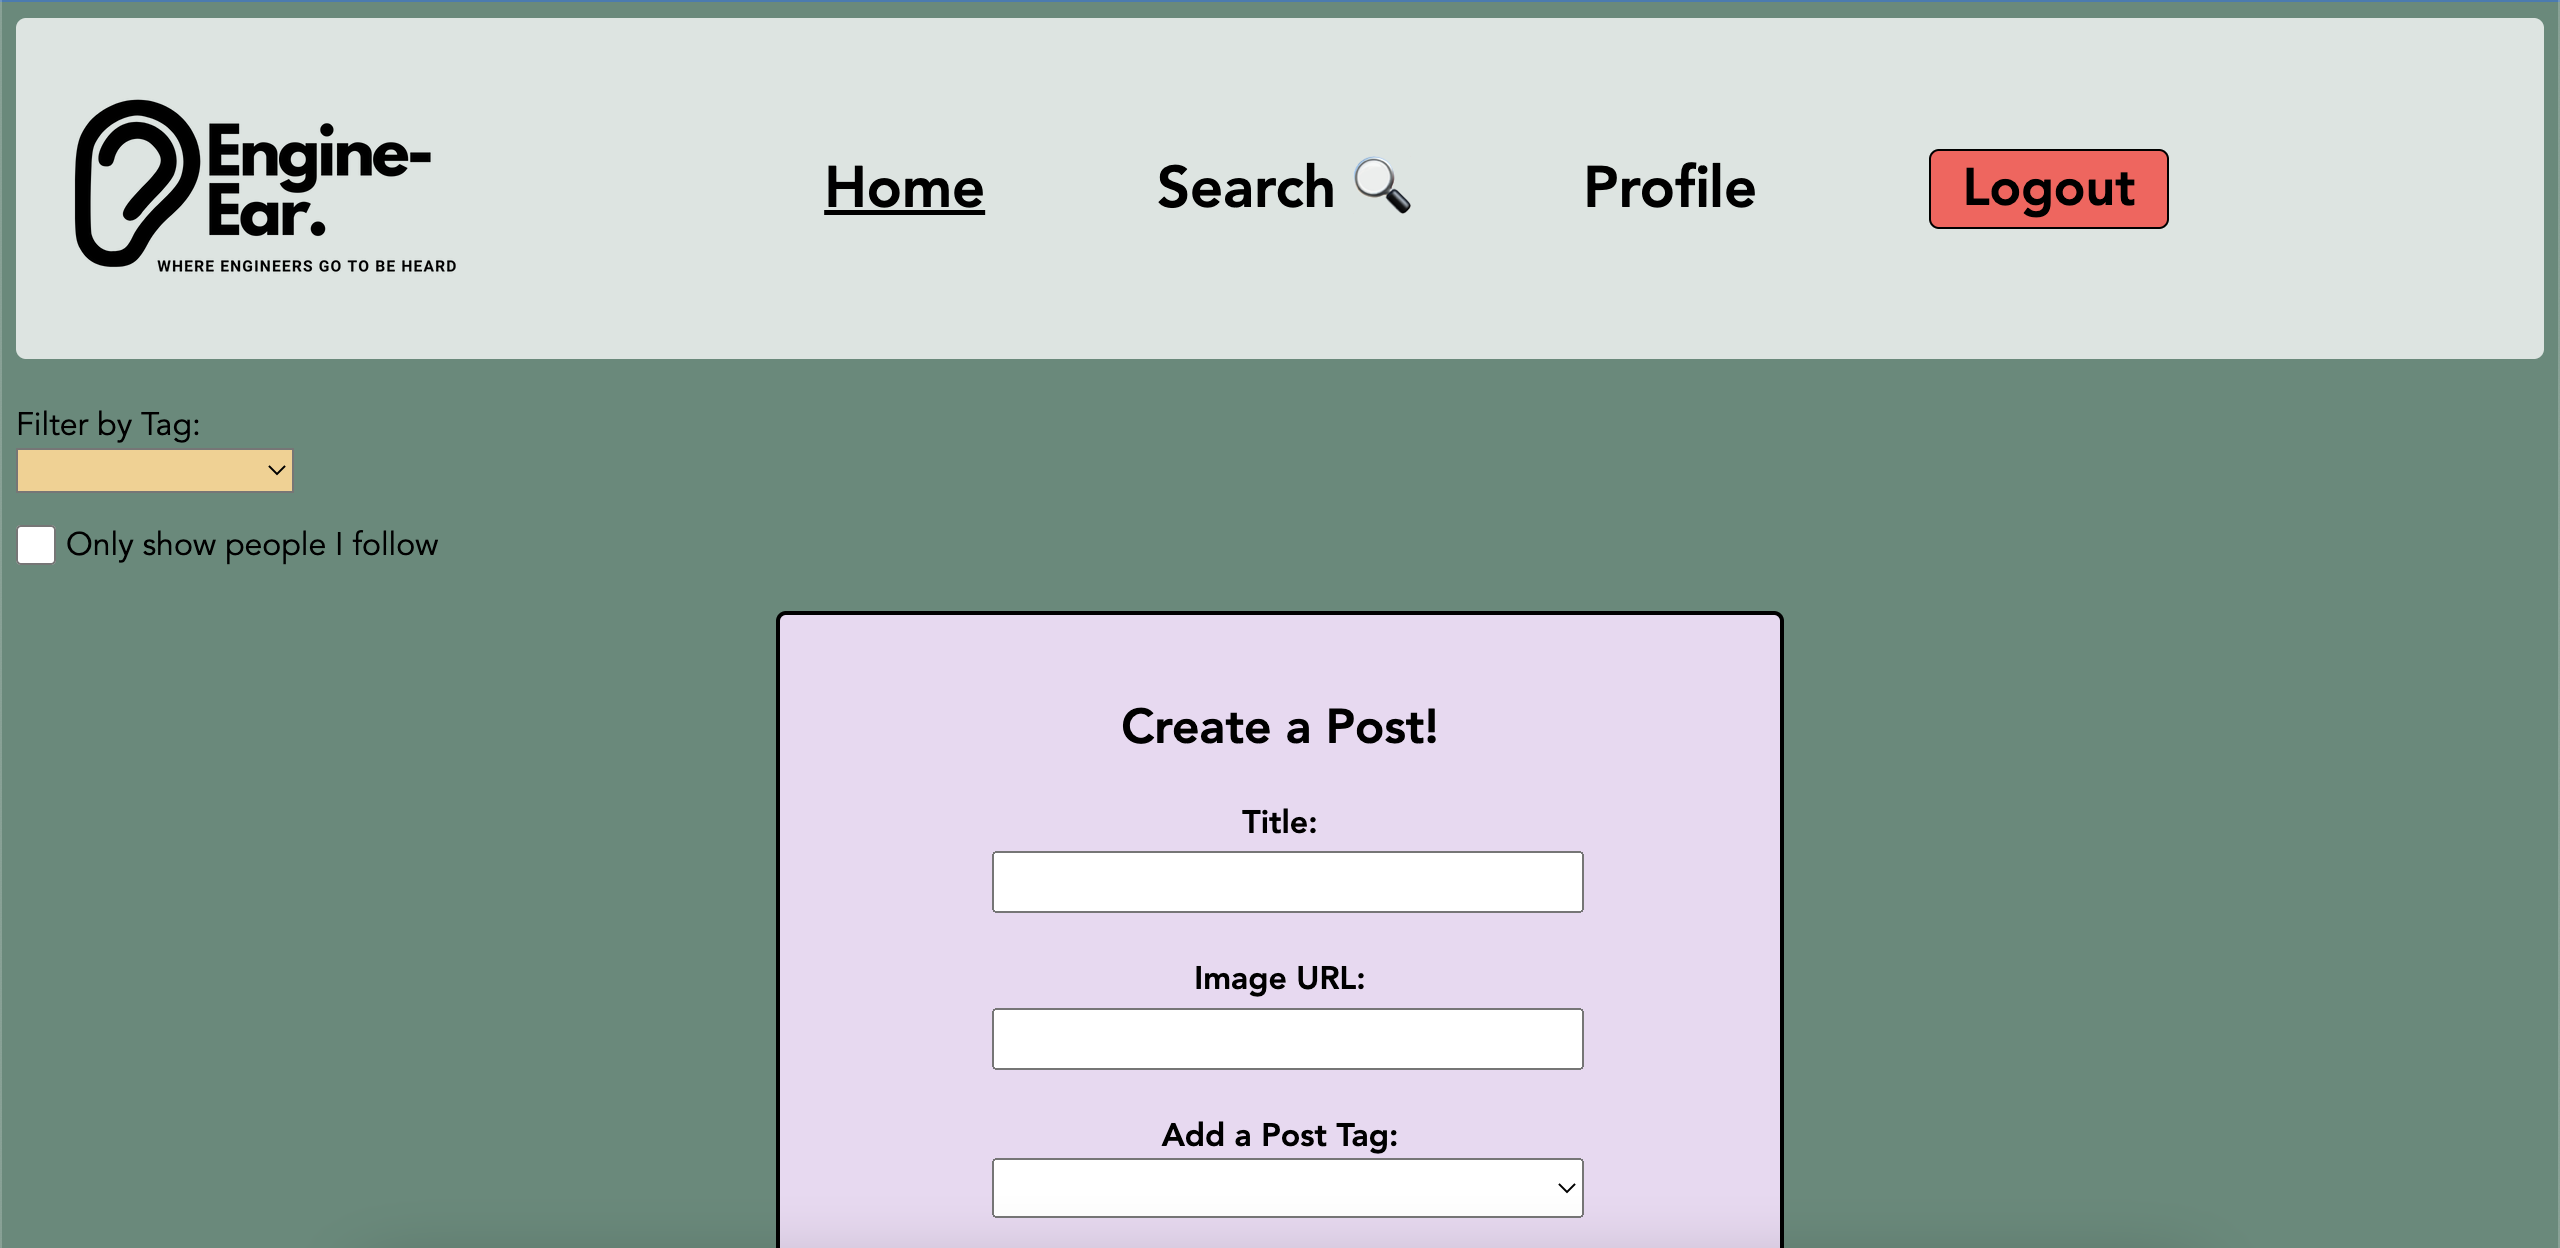 Engine-
Ear.
WHERE ENGINEERS GO TO BE HEARD
Home
Search 🔍
Profile
Logout
Filter by Tag:
Only show people I follow
Create a Post!
Title:
Image URL:
Add a Post Tag: